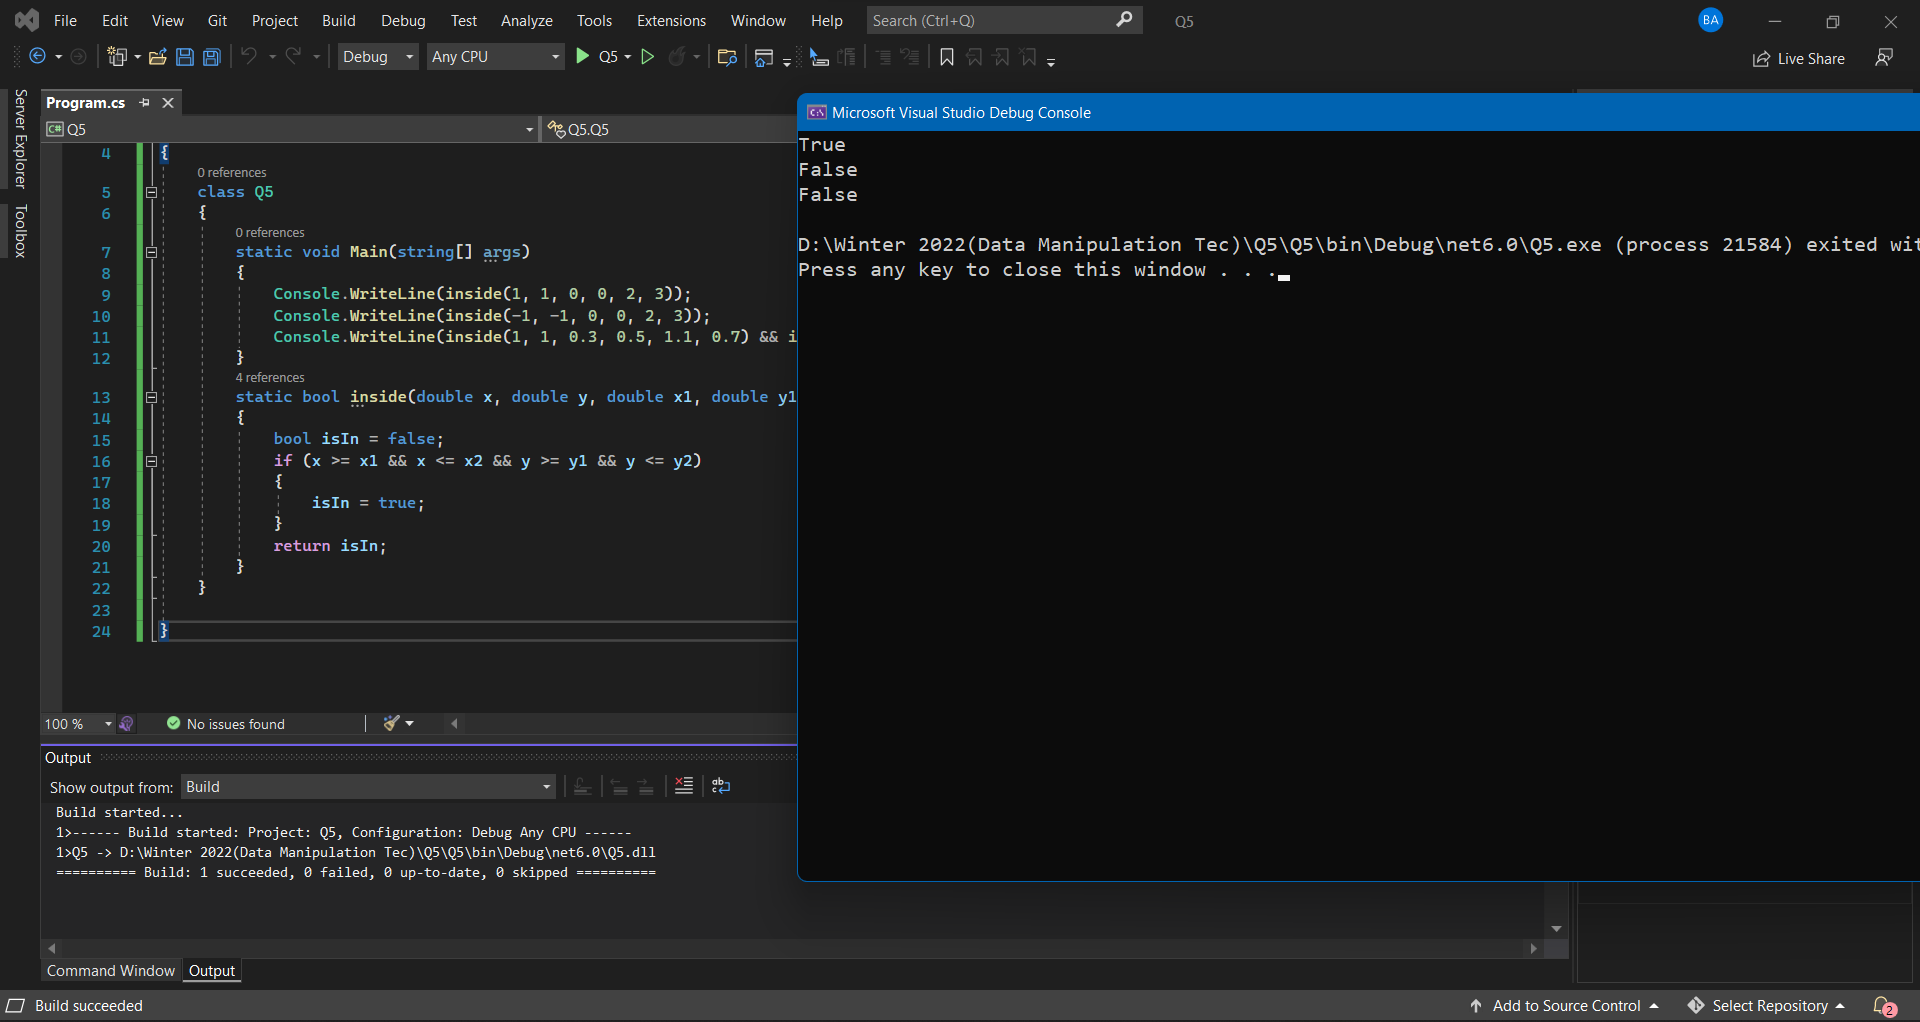 File Edit View Git Project Build Debug Test Analyze Tools Extensions Window Help Search (Ctrl+Q) Q5 BA
Debug Any CPU Q5 Live Share
Server Explorer
Toolbox
Program.cs
C# Q5 Q5.Q5
4 {
0 references
5 class Q5
6 {
0 references
7 static void Main(string[] args)
8 {
9 Console.WriteLine(inside(1, 1, 0, 0, 2, 3));
10 Console.WriteLine(inside(-1, -1, 0, 0, 2, 3));
11 Console.WriteLine(inside(1, 1, 0.3, 0.5, 1.1, 0.7) && i
12 }
4 references
13 static bool inside(double x, double y, double x1, double y1
14 {
15 bool isIn = false;
16 if (x >= x1 && x <= x2 && y >= y1 && y <= y2)
17 {
18 isIn = true;
19 }
20 return isIn;
21 }
22 }
23
24 }
100 % No issues found
Microsoft Visual Studio Debug Console
True
False
False
D:\Winter 2022(Data Manipulation Tec)\Q5\Q5\bin\Debug\net6.0\Q5.exe (process 21584) exited wit
Press any key to close this window . . .
Output
Show output from: Build
Build started...
1>------ Build started: Project: Q5, Configuration: Debug Any CPU ------
1>Q5 -> D:\Winter 2022(Data Manipulation Tec)\Q5\Q5\bin\Debug\net6.0\Q5.dll
========== Build: 1 succeeded, 0 failed, 0 up-to-date, 0 skipped ==========
Command Window Output
Build succeeded Add to Source Control Select Repository 2